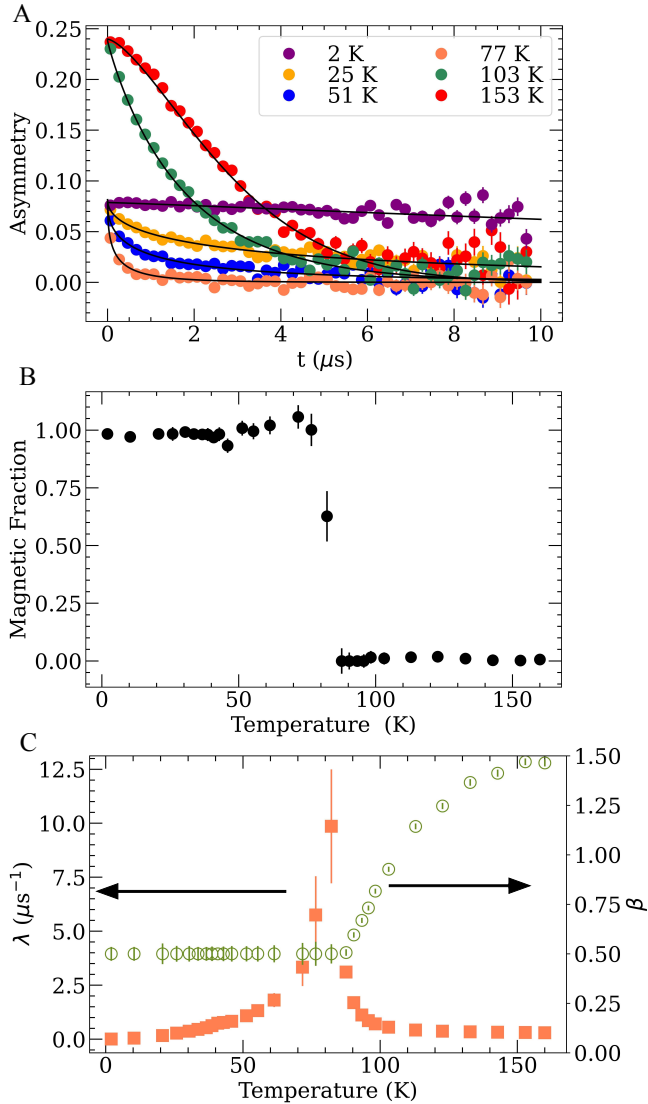 A
0.25
0.20
0.15
0.10
0.05
0.00
Asymmetry
2 K
25 K
51 K
77 K
103 K
153 K
0 2 4 6 8 10
t (μs)
B
1.00
0.75
0.50
0.25
0.00
Magnetic Fraction
0 50 100 150
Temperature (K)
C
12.5
10.0
7.5
5.0
2.5
0.0
λ (μs⁻¹)
1.50
1.25
1.00
0.75
0.50
0.25
0.00
β
0 50 100 150
Temperature (K)